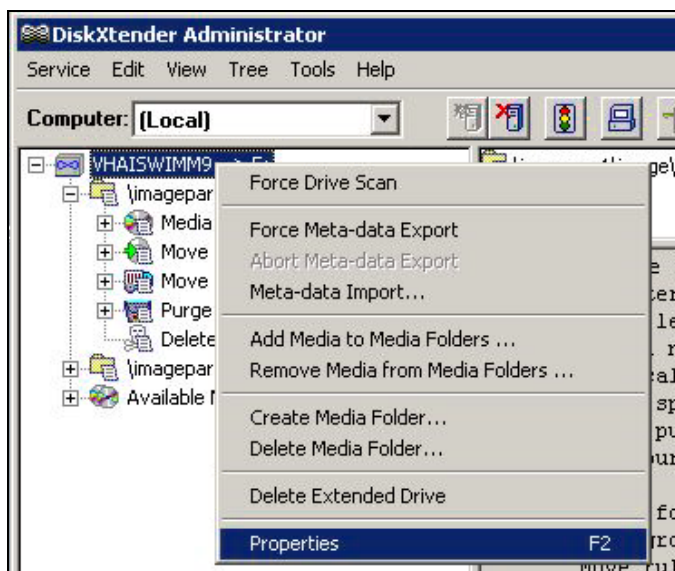 DiskXtender Administrator
Service Edit View Tree Tools Help
Computer: (Local)
VHAISWIMM9
\imagepar
Media
Move
Move
Purge
Delete
\imagepar
Available
Force Drive Scan
Force Meta-data Export
Abort Meta-data Export
Meta-data Import...
Add Media to Media Folders ...
Remove Media from Media Folders ...
Create Media Folder...
Delete Media Folder...
Delete Extended Drive
Properties F2